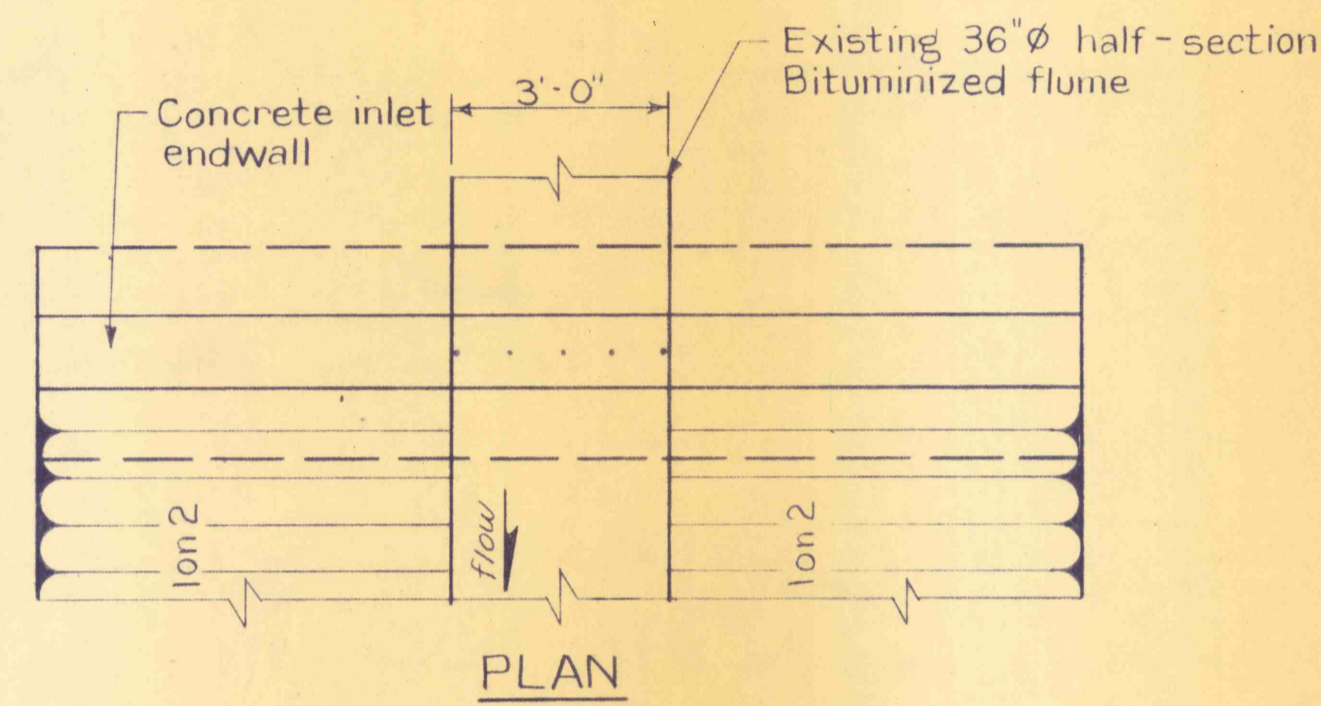 Existing 36"Ø half-section
Bituminized flume
3'-0"
Concrete inlet
endwall
1on2
flow
1on2
PLAN